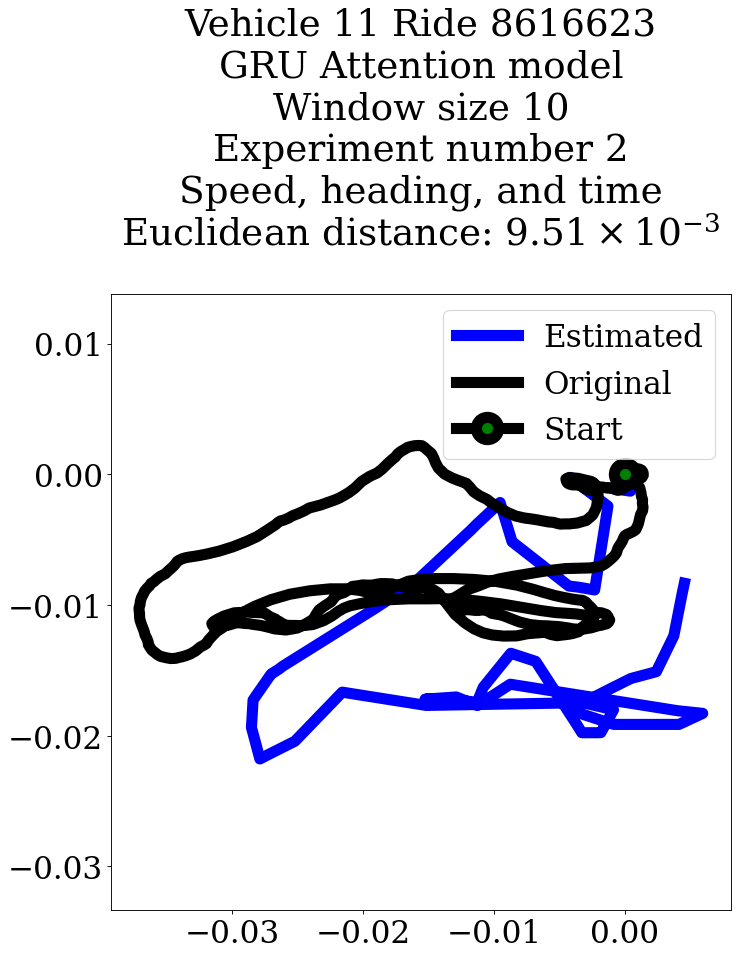 Vehicle 11 Ride 8616623
GRU Attention model
Window size 10
Experiment number 2
Speed, heading, and time
Euclidean distance: 9.51 × 10⁻³
Estimated
Original
Start
0.01
0.00
−0.01
−0.02
−0.03
−0.03 −0.02 −0.01 0.00